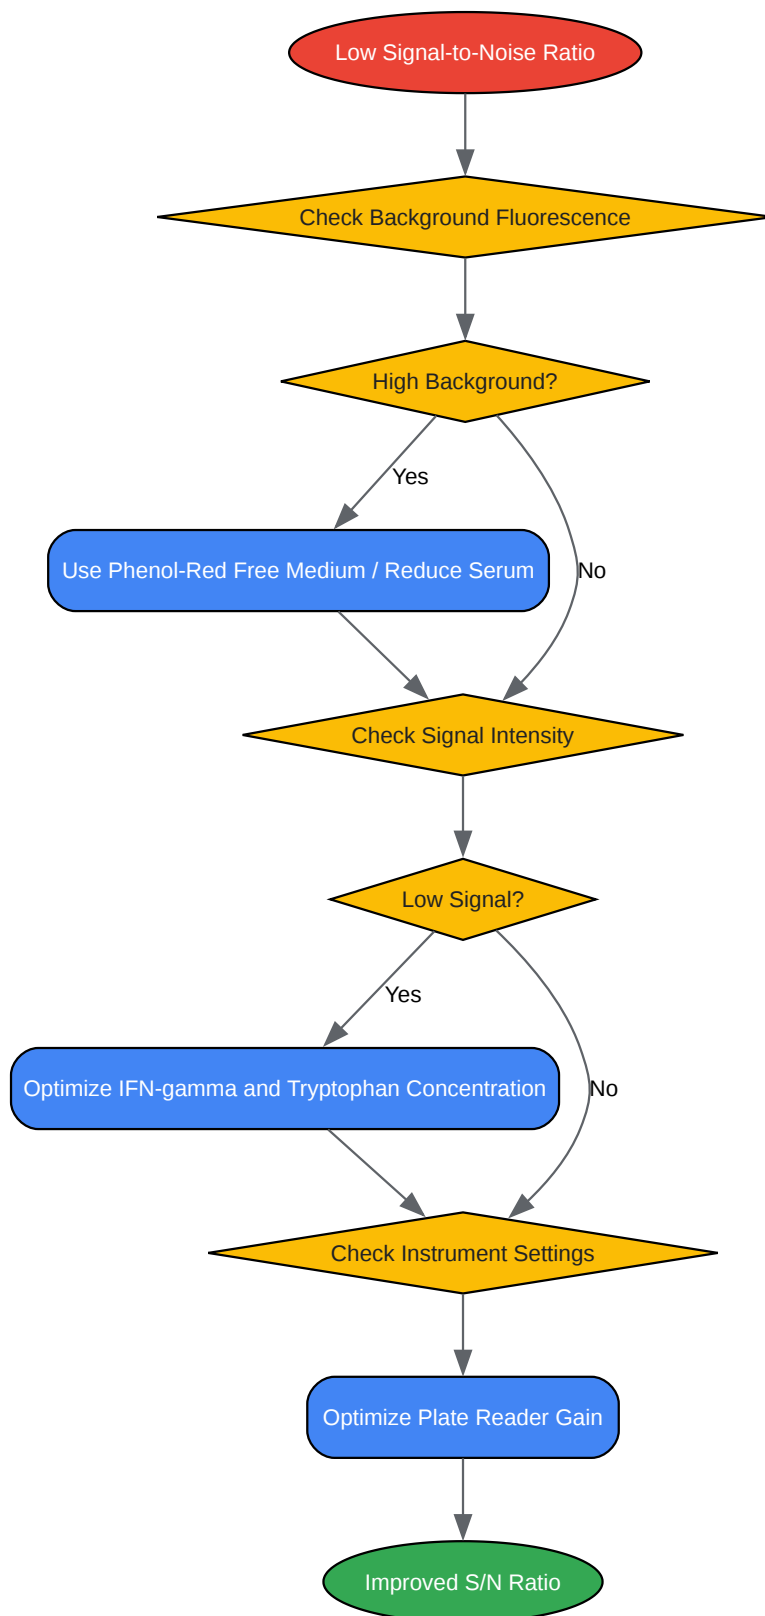 Low Signal-to-Noise Ratio
Check Background Fluorescence
High Background?
Yes
Use Phenol-Red Free Medium / Reduce Serum
No
Check Signal Intensity
Low Signal?
Yes
Optimize IFN-gamma and Tryptophan Concentration
No
Check Instrument Settings
Optimize Plate Reader Gain
Improved S/N Ratio